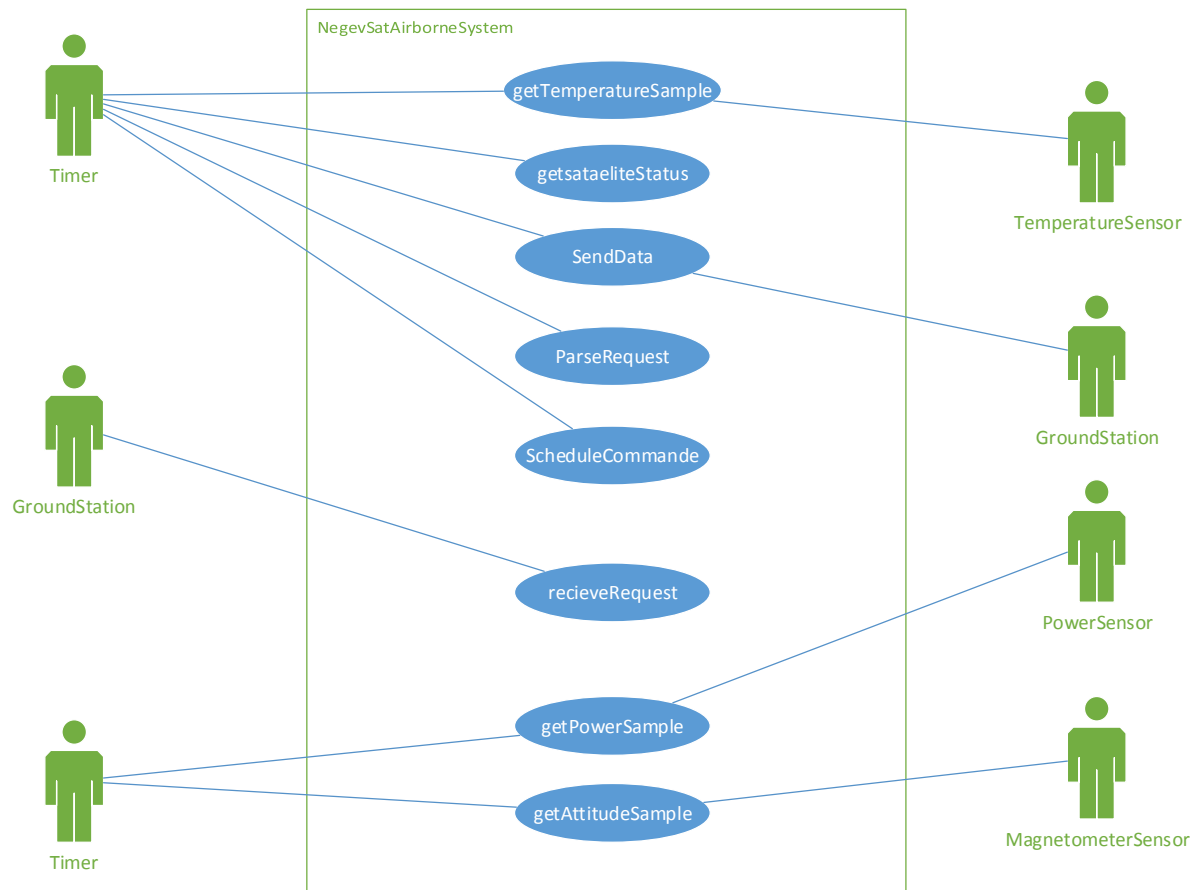 NegevSatAirborneSystem
getTemperatureSample
Timer
getsataeliteStatus
TemperatureSensor
SendData
ParseRequest
GroundStation
ScheduleCommande
GroundStation
recieveRequest
PowerSensor
getPowerSample
getAttitudeSample
MagnetometerSensor
Timer